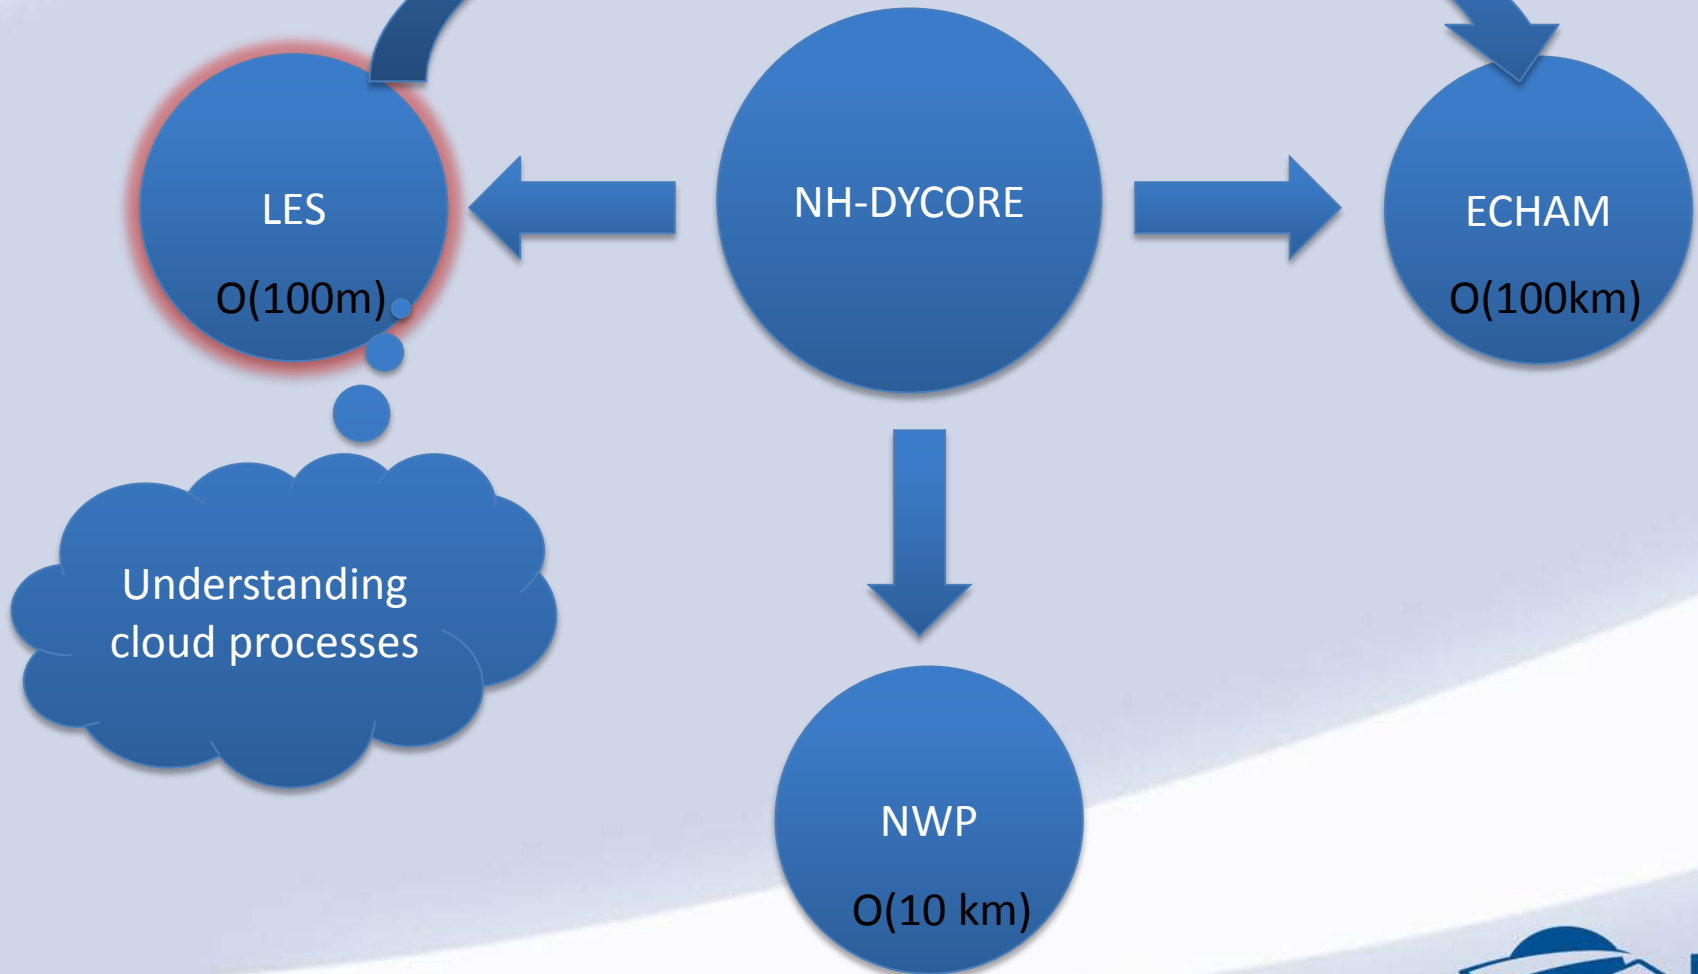 LES
O(100m)
NH-DYCORE
ECHAM
O(100km)
Understanding
cloud processes
NWP
O(10 km)